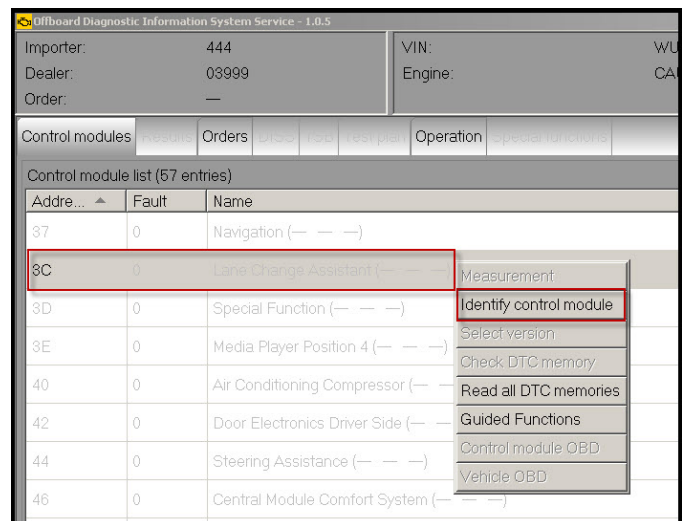 Offboard Diagnostic Information System Service - 1.0.5
Importer: 444 VIN: WU
Dealer: 03999 Engine: CA
Order: —
Control modules Results Orders DISS TSB Test plan Operation Special functions
Control module list (57 entries)
Addre... Fault Name
37 0 Navigation (— — —)
3C 0 Lane Change Assistant (— — —)
3D 0 Special Function (— — —)
3E 0 Media Player Position 4 (— — —)
40 0 Air Conditioning Compressor (— —
42 0 Door Electronics Driver Side (— —
44 0 Steering Assistance (— — —)
46 0 Central Module Comfort System (— — —)
Measurement
Identify control module
Select version
Check DTC memory
Read all DTC memories
Guided Functions
Control module OBD
Vehicle OBD